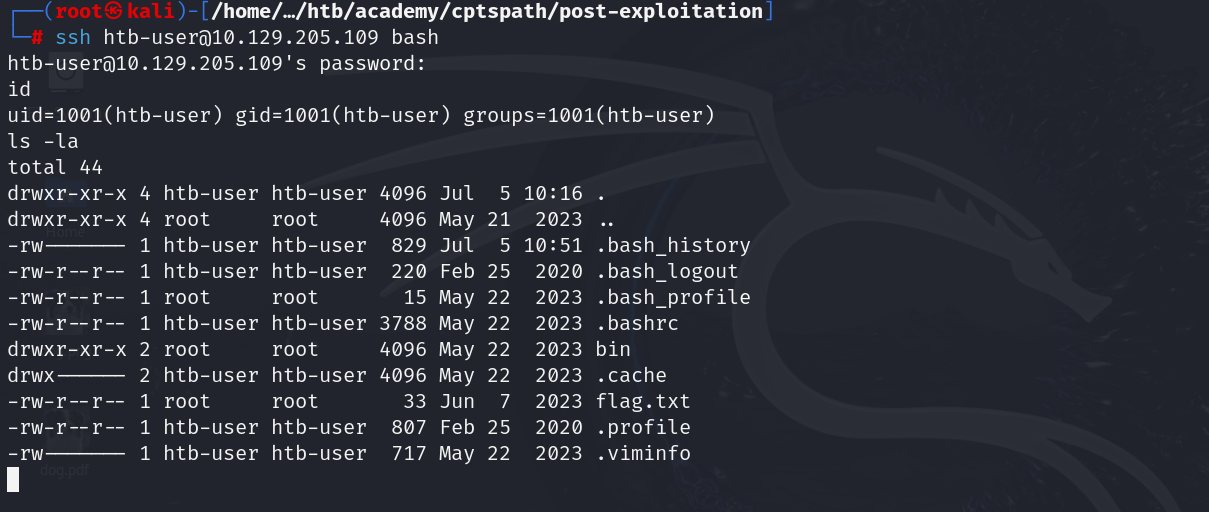 ┌──(root㉿kali)-[/home/…/htb/academy/cptspath/post-exploitation]
└─# ssh htb-user@10.129.205.109 bash
htb-user@10.129.205.109's password:
id
uid=1001(htb-user) gid=1001(htb-user) groups=1001(htb-user)
ls -la
total 44
drwxr-xr-x 4 htb-user htb-user 4096 Jul  5 10:16 .
drwxr-xr-x 4 root     root     4096 May 21  2023 ..
-rw------- 1 htb-user htb-user  829 Jul  5 10:51 .bash_history
-rw-r--r-- 1 htb-user htb-user  220 Feb 25  2020 .bash_logout
-rw-r--r-- 1 root     root       15 May 22  2023 .bash_profile
-rw-r--r-- 1 htb-user htb-user 3788 May 22  2023 .bashrc
drwxr-xr-x 2 root     root     4096 May 22  2023 bin
drwx------ 2 htb-user htb-user 4096 May 22  2023 .cache
-rw-r--r-- 1 root     root       33 Jun  7  2023 flag.txt
-rw-r--r-- 1 htb-user htb-user  807 Feb 25  2020 .profile
-rw------- 1 htb-user htb-user  717 May 22  2023 .viminfo
Home
dog.pdf